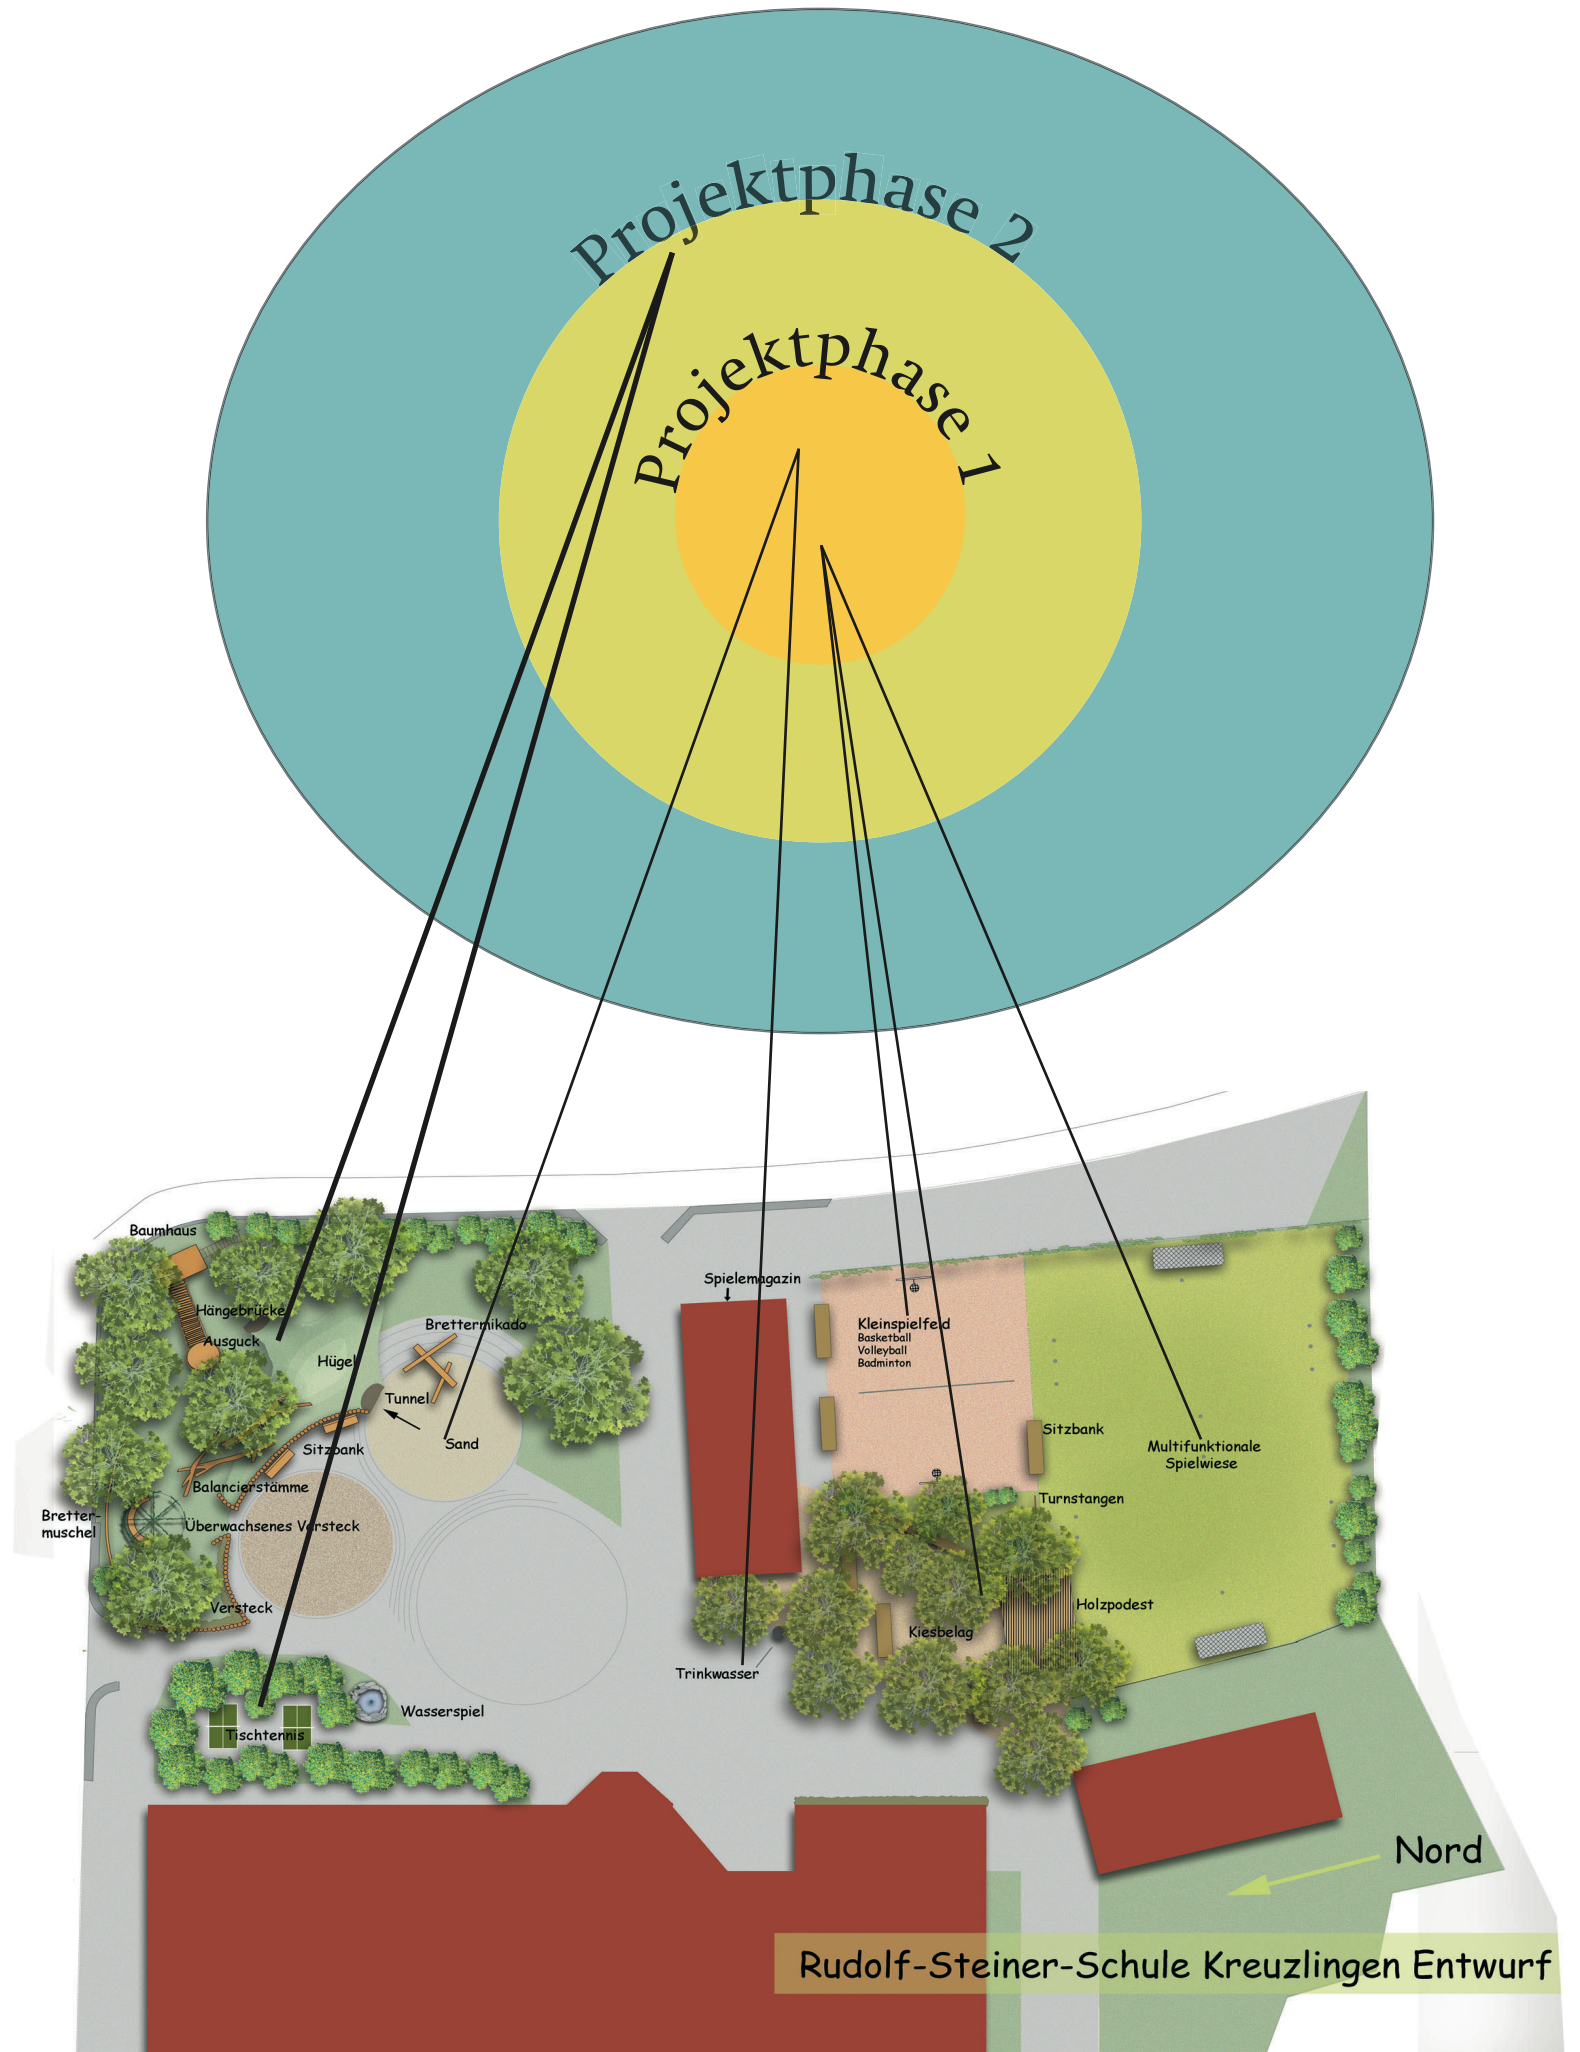 Projektphase 2
Projektphase 1
Baumhaus
Hängebrücke
Ausguck
Hügel
Brettermikado
Tunnel
Sand
Sitzbank
Balancierstämme
Bretter-
muschel
Überwachsenes Versteck
Versteck
Wasserspiel
Tischtennis
Spielemagazin
Trinkwasser
Kleinspielfeld
Basketball
Volleyball
Badminton
Sitzbank
Multifunktionale
Spielwiese
Turnstangen
Holzpodest
Kiesbelag
Nord
Rudolf-Steiner-Schule Kreuzlingen Entwurf